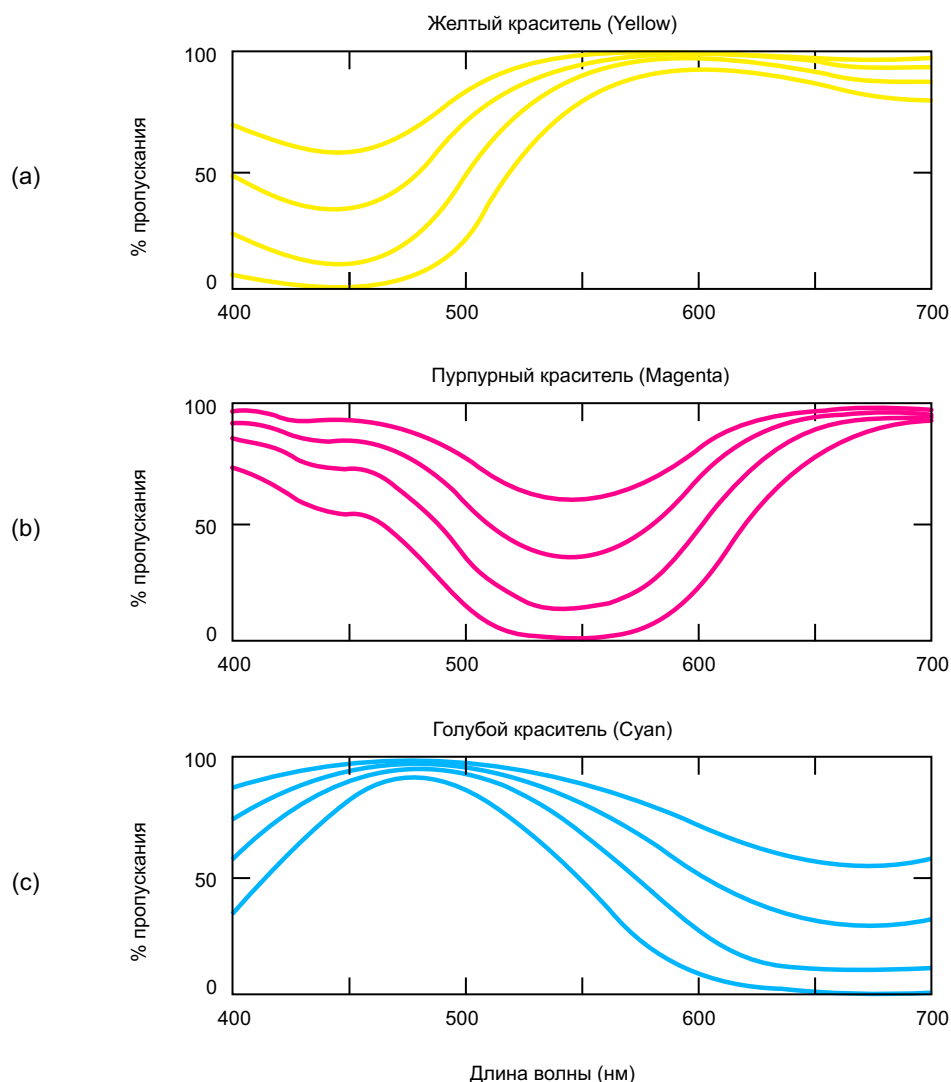 Желтый краситель (Yellow)
100
50
0
% пропускания
(a)
400 500 600 700
Пурпурный краситель (Magenta)
100
50
0
% пропускания
(b)
400 500 600 700
Голубой краситель (Cyan)
100
50
0
% пропускания
(c)
400 500 600 700
Длина волны (нм)